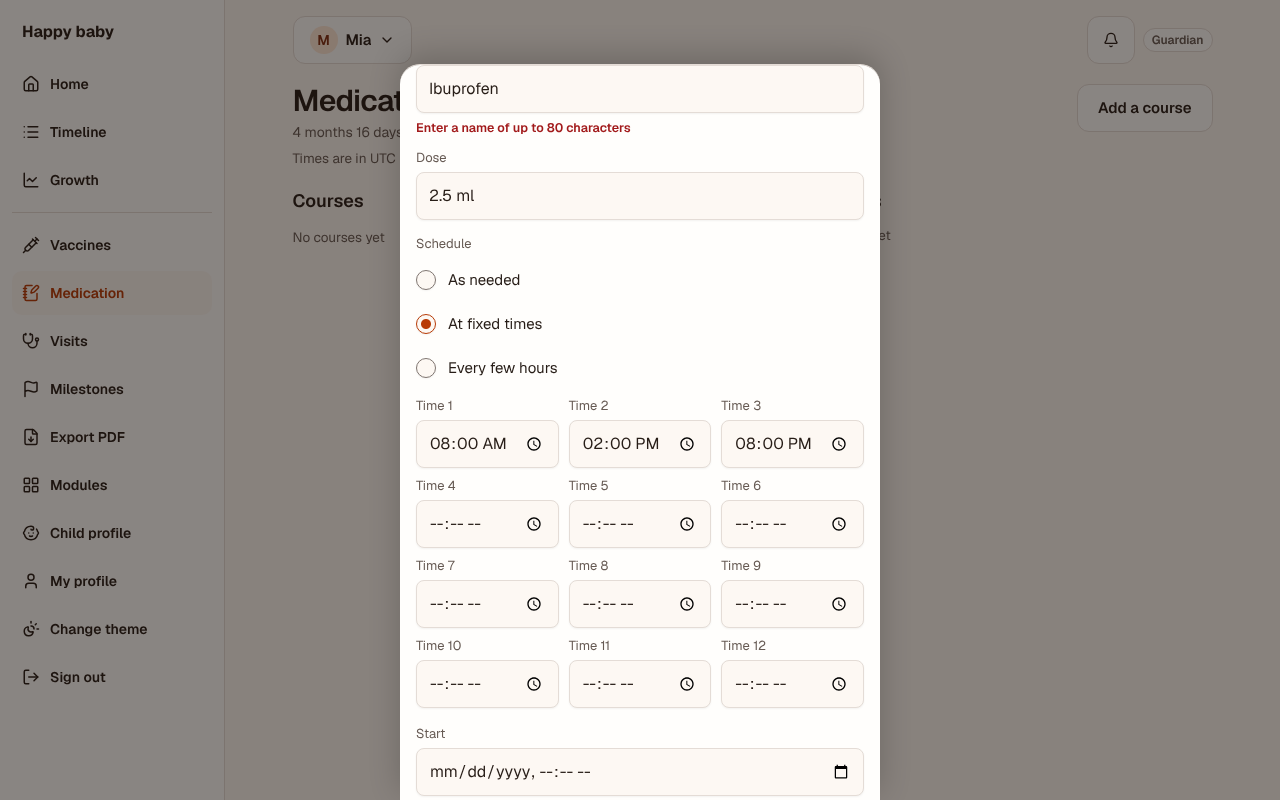 Happy baby
Home
Timeline
Growth
Vaccines
Medication
Visits
Milestones
Export PDF
Modules
Child profile
My profile
Change theme
Sign out
M Mia
Guardian
Medicat
4 months 16 days
Times are in UTC
Add a course
Courses
No courses yet
Ibuprofen
Enter a name of up to 80 characters
Dose
2.5 ml
Schedule
As needed
At fixed times
Every few hours
Time 1 Time 2 Time 3
08:00 AM 02:00 PM 08:00 PM
Time 4 Time 5 Time 6
--:-- -- --:-- -- --:-- --
Time 7 Time 8 Time 9
--:-- -- --:-- -- --:-- --
Time 10 Time 11 Time 12
--:-- -- --:-- -- --:-- --
Start
mm/dd/yyyy, --:-- --